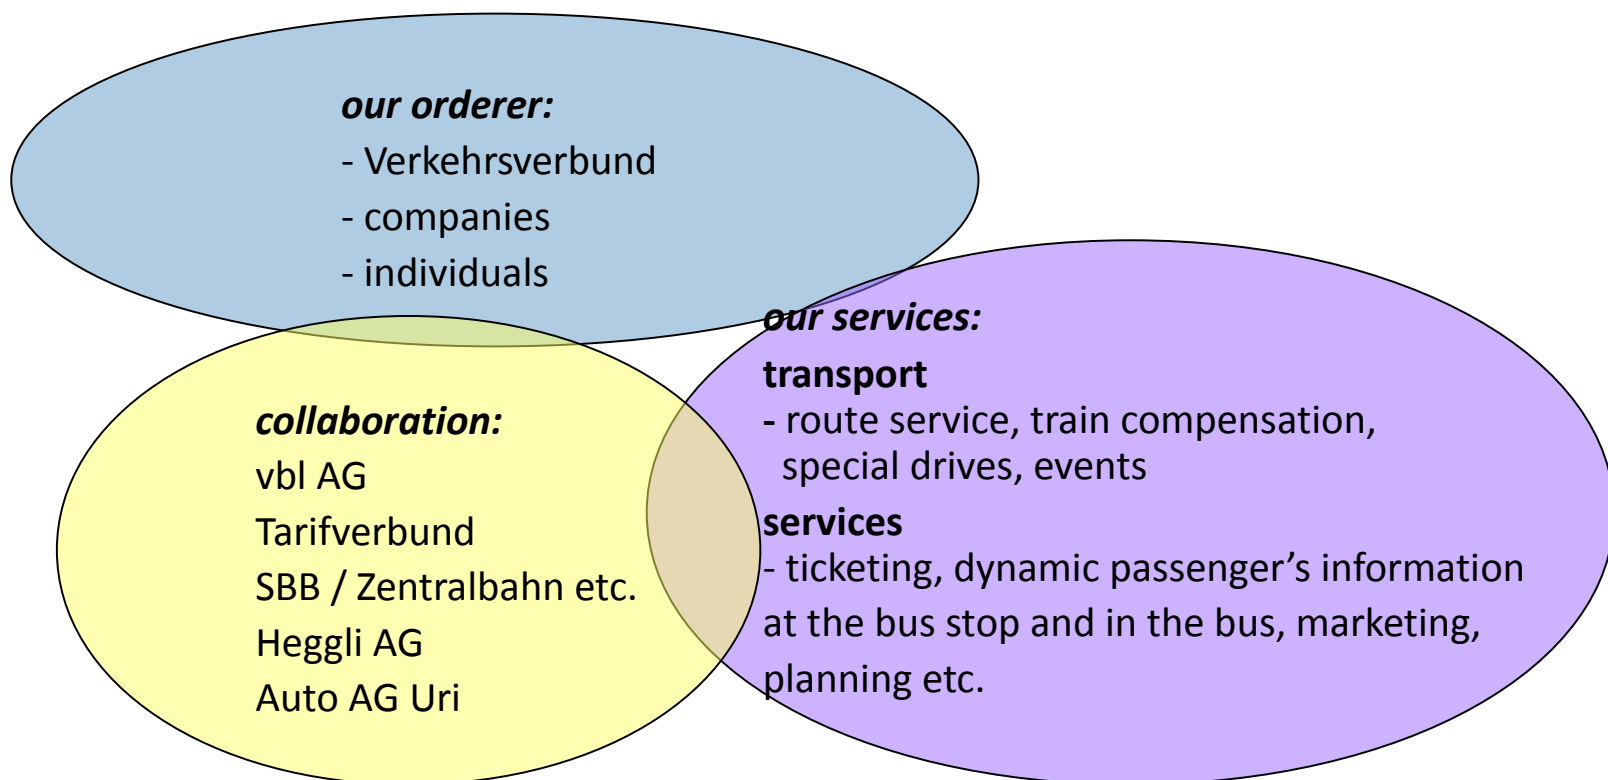 our orderer:
- Verkehrsverbund
- companies
- individuals
our services:
transport
- route service, train compensation,
special drives, events
services
- ticketing, dynamic passenger’s information
at the bus stop and in the bus, marketing,
planning etc.
collaboration:
vbl AG
Tarifverbund
SBB / Zentralbahn etc.
Heggli AG
Auto AG Uri